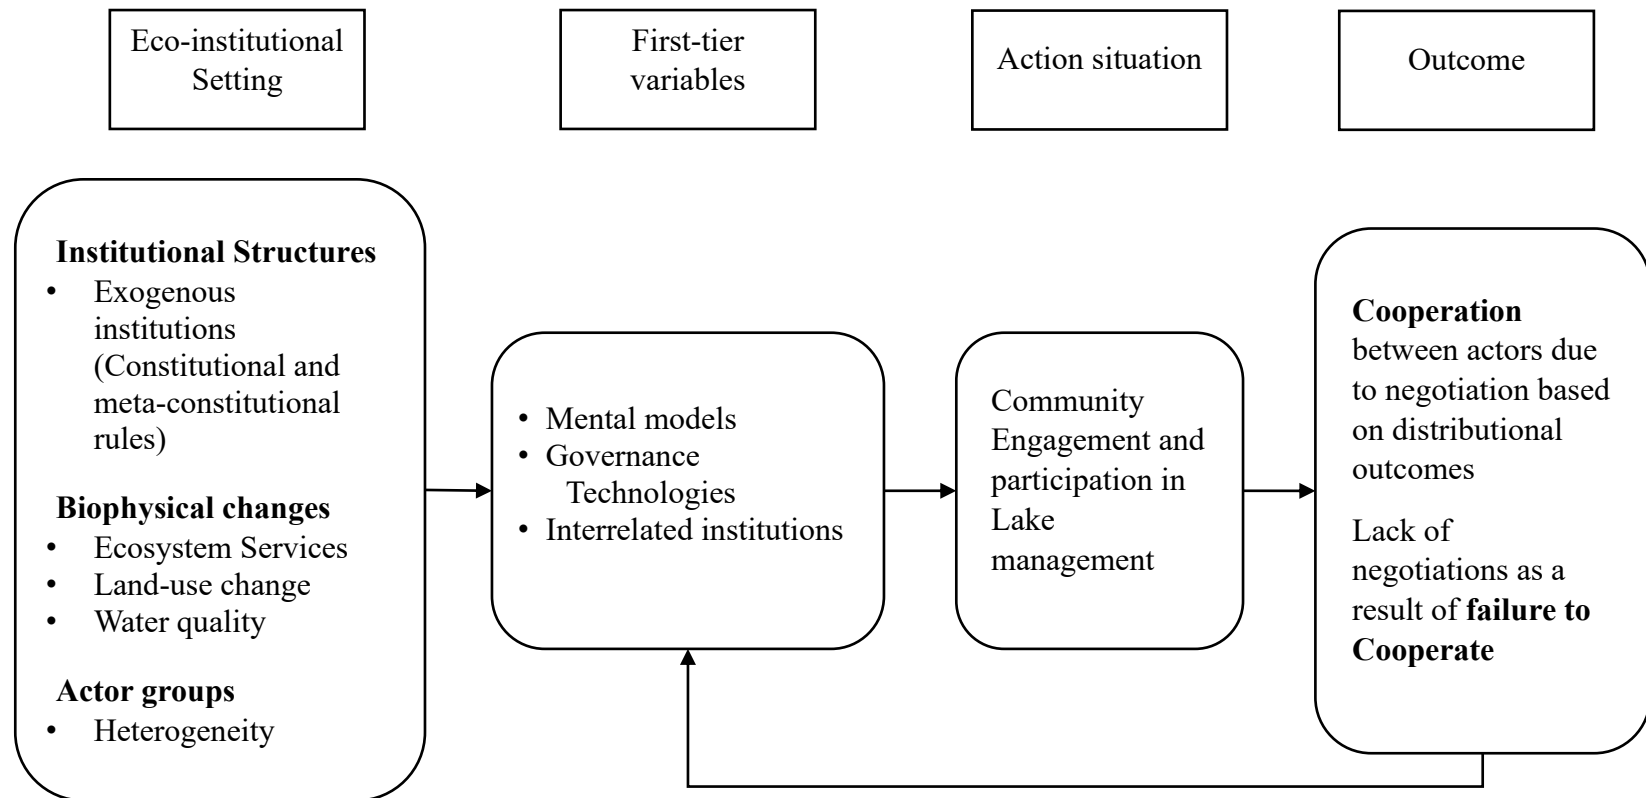 Eco-institutional
Setting
First-tier
variables
Action situation
Outcome
Institutional Structures
• Exogenous
institutions
(Constitutional and
meta-constitutional
rules)
Biophysical changes
• Ecosystem Services
• Land-use change
• Water quality
Actor groups
• Heterogeneity
• Mental models
• Governance
Technologies
• Interrelated institutions
Community
Engagement and
participation in
Lake
management
Cooperation
between actors due
to negotiation based
on distributional
outcomes
Lack of
negotiations as a
result of failure to
Cooperate